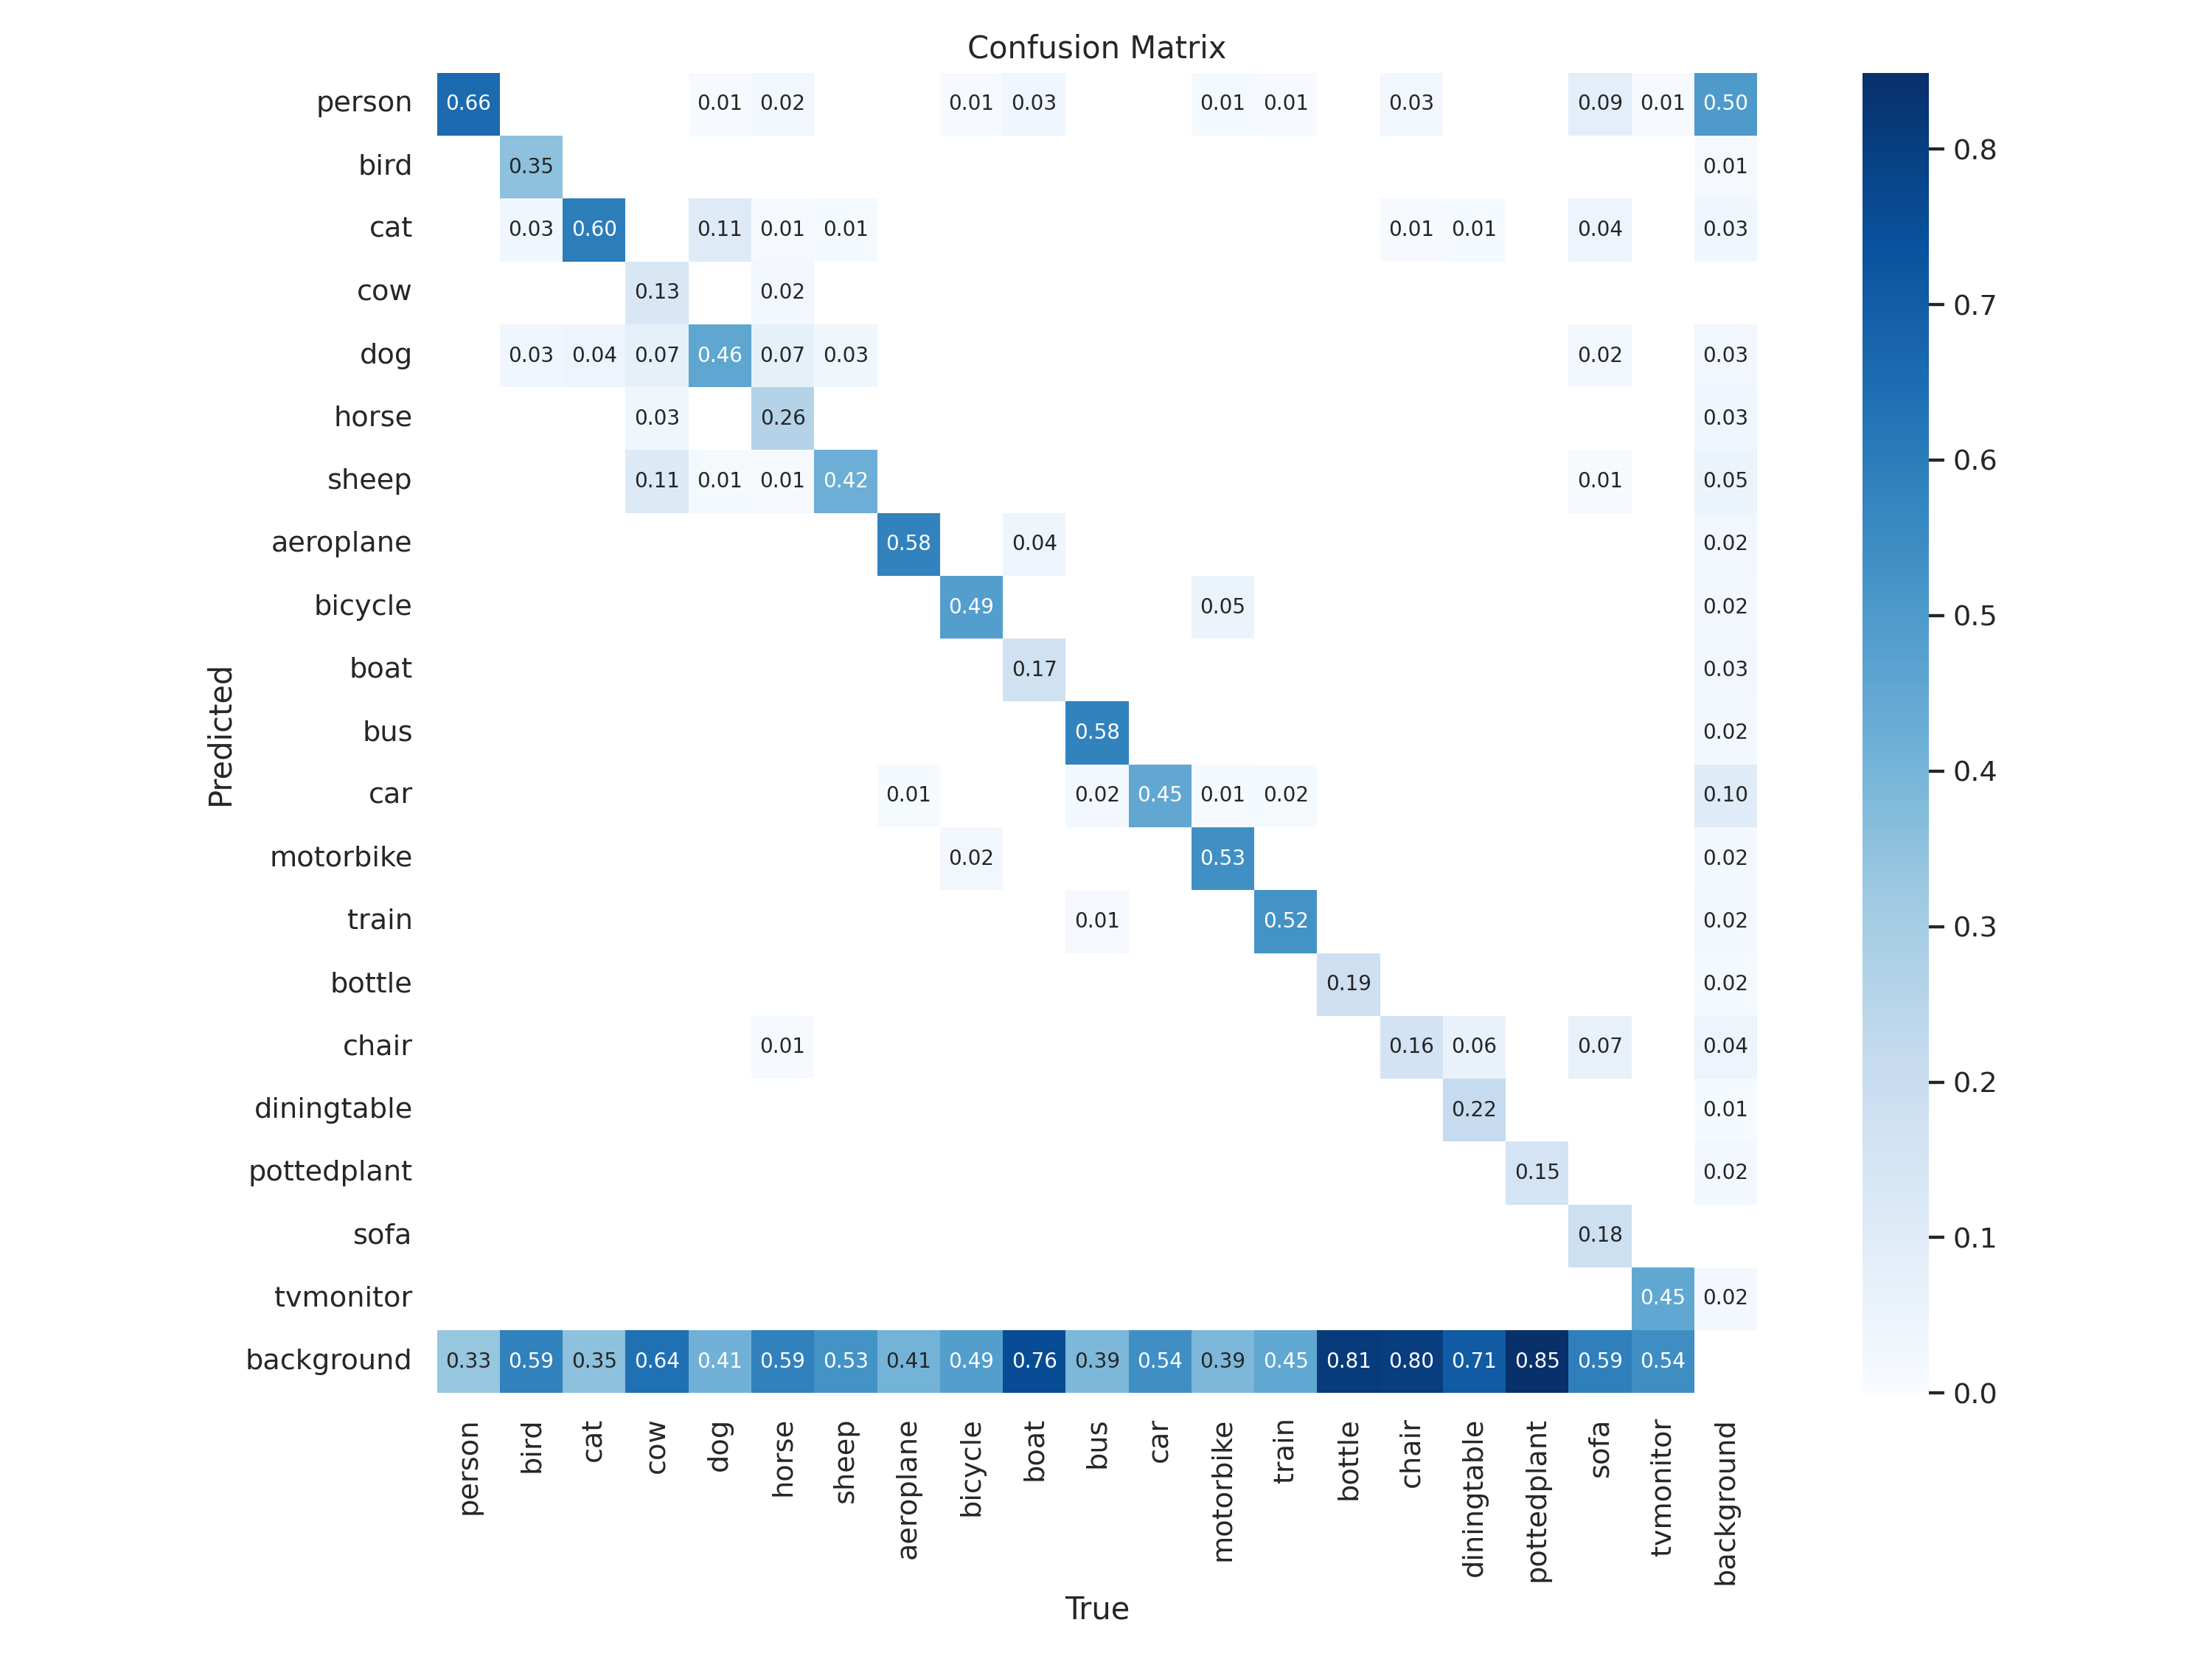 Confusion Matrix
person 0.66 0.01 0.02 0.01 0.03 0.01 0.01 0.03 0.09 0.01 0.50
bird 0.35 0.01
0.8
cat 0.03 0.60 0.11 0.01 0.01 0.01 0.01 0.04 0.03
cow 0.13 0.02
0.7
dog 0.03 0.04 0.07 0.46 0.07 0.03 0.02 0.03
horse 0.03 0.26 0.03
0.6
sheep 0.11 0.01 0.01 0.42 0.01 0.05
aeroplane 0.58 0.04 0.02
bicycle 0.49 0.05 0.02
0.5
boat 0.17 0.03
Predicted
bus 0.58 0.02
0.4
car 0.01 0.02 0.45 0.01 0.02 0.10
motorbike 0.02 0.53 0.02
train 0.01 0.52 0.02
0.3
bottle 0.19 0.02
chair 0.01 0.16 0.06 0.07 0.04
0.2
diningtable 0.22 0.01
pottedplant 0.15 0.02
sofa 0.18
0.1
tvmonitor 0.45 0.02
background 0.33 0.59 0.35 0.64 0.41 0.59 0.53 0.41 0.49 0.76 0.39 0.54 0.39 0.45 0.81 0.80 0.71 0.85 0.59 0.54
0.0
person bird cat cow dog horse sheep aeroplane bicycle boat bus car motorbike train bottle chair diningtable pottedplant sofa tvmonitor background
True